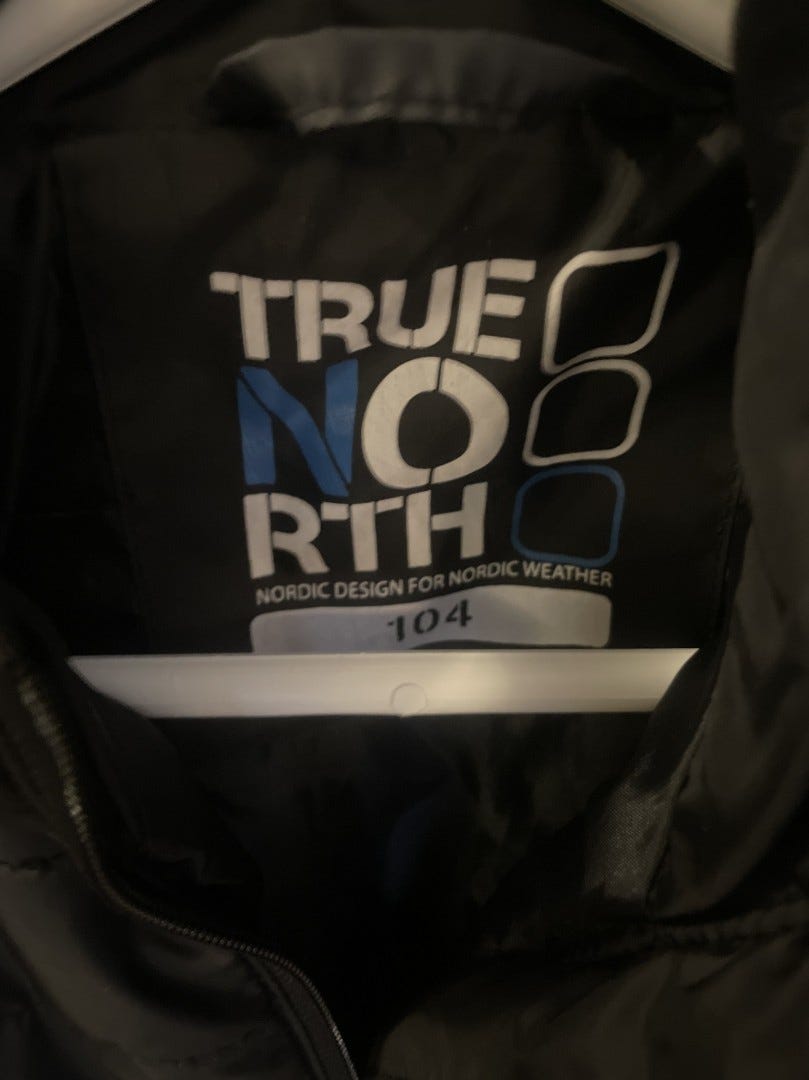 TRUE
NO
RTH
NORDIC DESIGN FOR NORDIC WEATHER
104